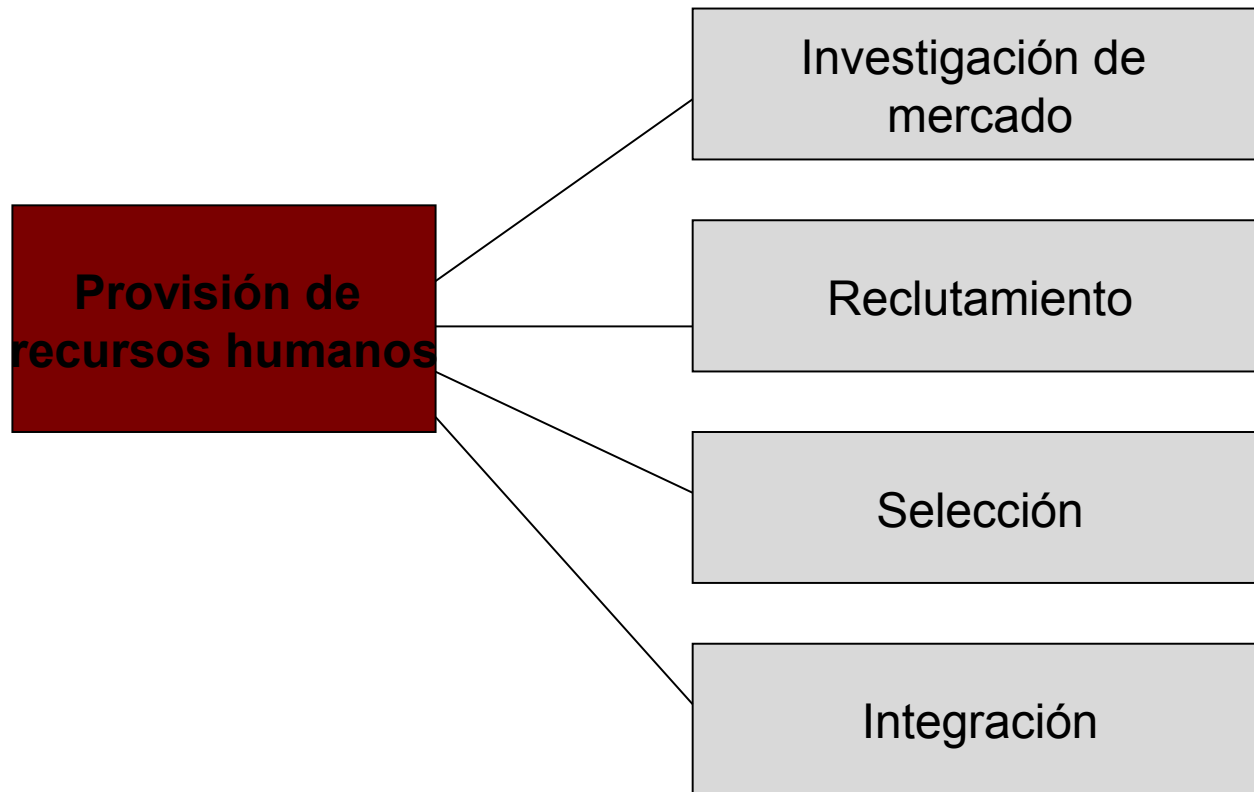 Investigación de
mercado
Provisión de
recursos humanos
Reclutamiento
Selección
Integración